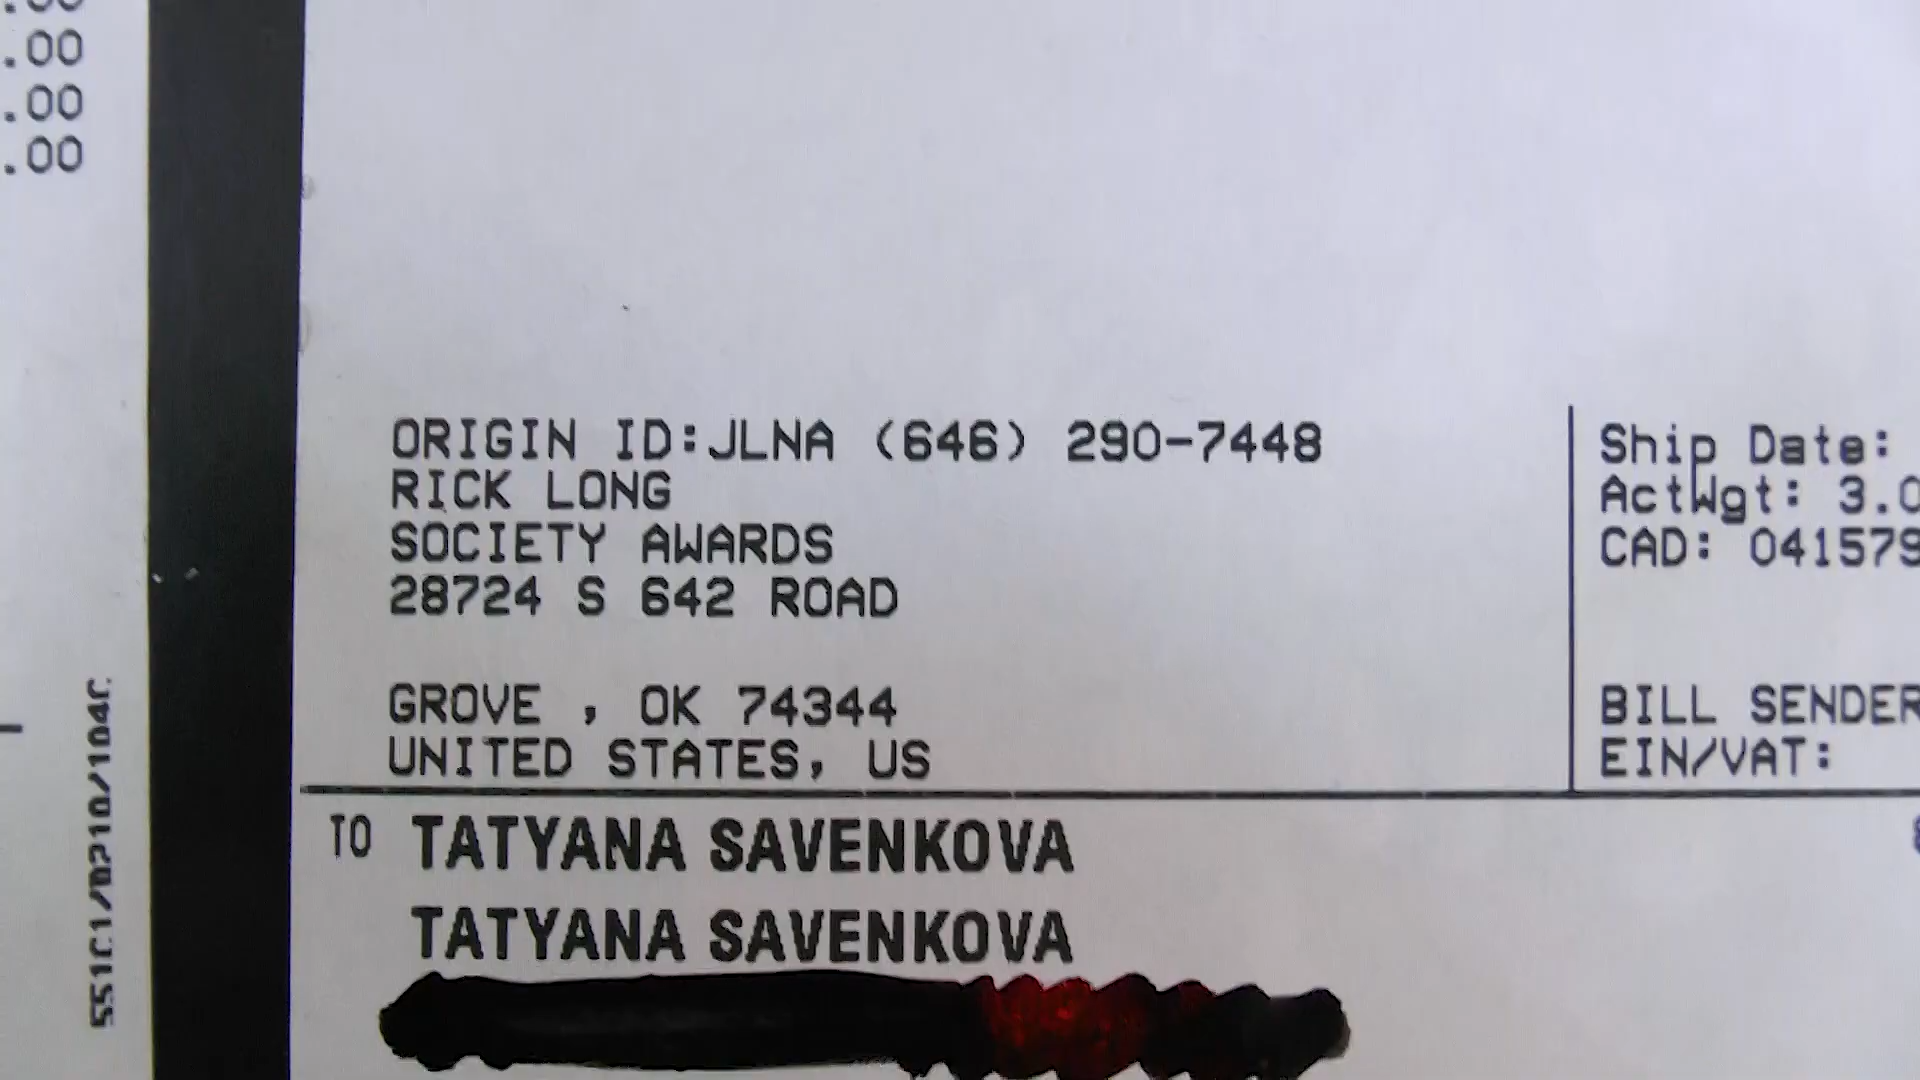 .00
.00
.00
ORIGIN ID:JLNA (646) 290-7448
RICK LONG
SOCIETY AWARDS
28724 S 642 ROAD
GROVE , OK 74344
UNITED STATES, US
Ship Date:
ActWgt: 3.0
CAD: 041579
BILL SENDER
EIN/VAT:
TO TATYANA SAVENKOVA
TATYANA SAVENKOVA